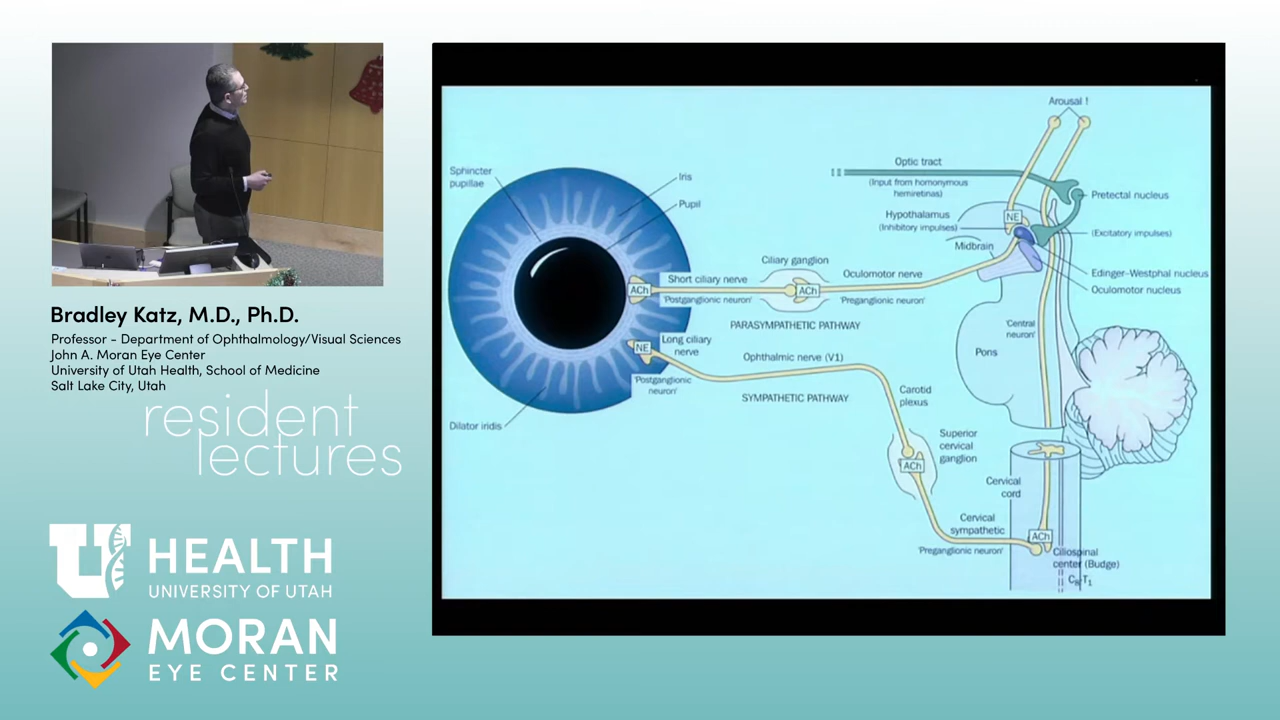 Bradley Katz, M.D., Ph.D.
Professor - Department of Ophthalmology/Visual Sciences
John A. Moran Eye Center
University of Utah Health, School of Medicine
Salt Lake City, Utah
resident
lectures
U
HEALTH
UNIVERSITY OF UTAH
MORAN
EYE CENTER
Arousal !
Sphincter
pupillae
Iris
Pupil
Optic tract
(Input from homonymous
hemiretinas)
Pretectal nucleus
Hypothalamus
(Inhibitory impulses)
NE
(Excitatory impulses)
Midbrain
Edinger-Westphal nucleus
Oculomotor nucleus
Ciliary ganglion
Short ciliary nerve
Oculomotor nerve
ACh
ACh
'Postganglionic neuron'
'Preganglionic neuron'
PARASYMPATHETIC PATHWAY
'Central
neuron'
Pons
NE
Long ciliary
nerve
Ophthalmic nerve (V1)
'Postganglionic
neuron'
SYMPATHETIC PATHWAY
Carotid
plexus
Dilator iridis
Superior
cervical
ganglion
ACh
Cervical
cord
Cervical
sympathetic
'Preganglionic neuron'
ACh
Ciliospinal
center (Budge)
C8T1